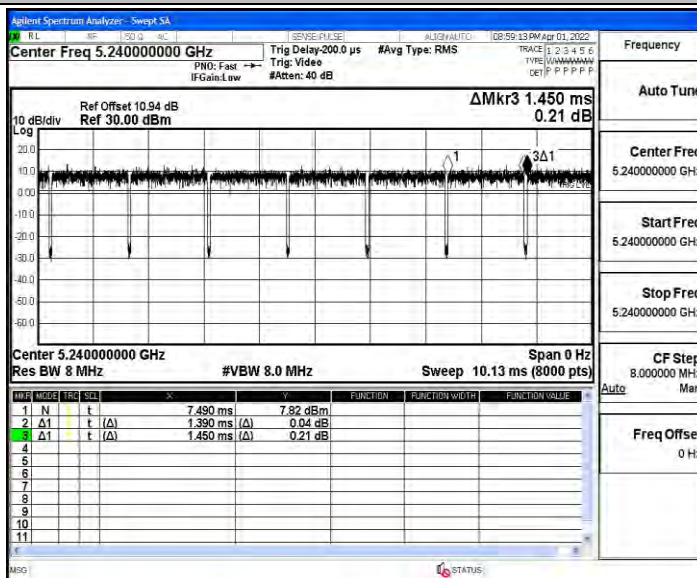 Agilent Spectrum Analyzer - Swept SA
RL RF 50 Ω AC SENSE:PULSE ALIGN AUTO 08:59:13 PM Apr 01, 2022
Center Freq 5.240000000 GHz
PNO: Fast
IFGain:Low
Trig Delay-200.0 µs
Trig: Video
#Atten: 40 dB
#Avg Type: RMS
TRACE 1 2 3 4 5 6
TYPE
DET P P P P P P
ΔMkr3 1.450 ms
0.21 dB
Ref Offset 10.94 dB
10 dB/div Ref 30.00 dBm
Log
20.0
10.0
0.00
-10.0
-20.0
-30.0
-40.0
-50.0
-60.0
1
3Δ1
TRIG LVL
Center 5.240000000 GHz Span 0 Hz
Res BW 8 MHz #VBW 8.0 MHz Sweep 10.13 ms (8000 pts)
MKR MODE TRC SCL X Y FUNCTION FUNCTION WIDTH FUNCTION VALUE
1 N t 7.490 ms 7.82 dBm
2 Δ1 t (Δ) 1.390 ms (Δ) 0.04 dB
3 Δ1 t (Δ) 1.450 ms (Δ) 0.21 dB
4
5
6
7
8
9
10
11
MSG STATUS
Frequency
Auto Tune
Center Freq
5.240000000 GHz
Start Freq
5.240000000 GHz
Stop Freq
5.240000000 GHz
CF Step
8.000000 MHz
Auto Man
Freq Offset
0 Hz